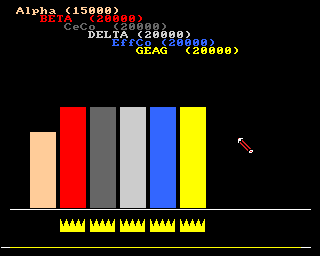 Alpha (15000)
BETA (20000)
CeCo (20000)
DELTA (20000)
EffCo (20000)
GEAG (20000)